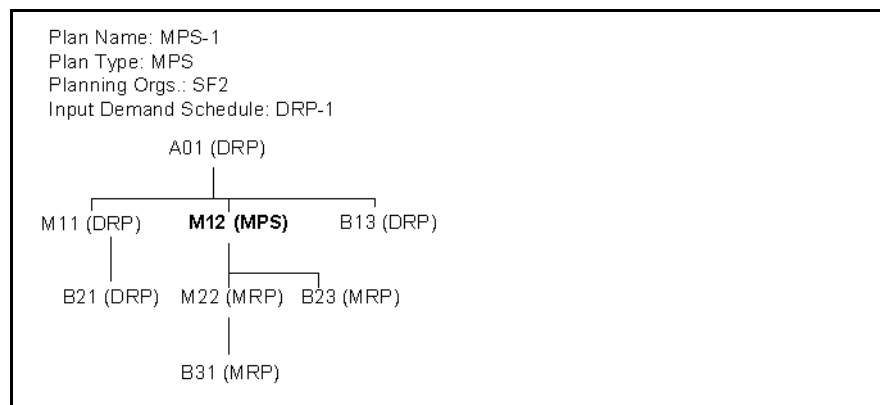 Plan Name: MPS-1
Plan Type: MPS
Planning Orgs.: SF2
Input Demand Schedule: DRP-1
A01 (DRP)
M11 (DRP) M12 (MPS) B13 (DRP)
B21 (DRP) M22 (MRP) B23 (MRP)
B31 (MRP)